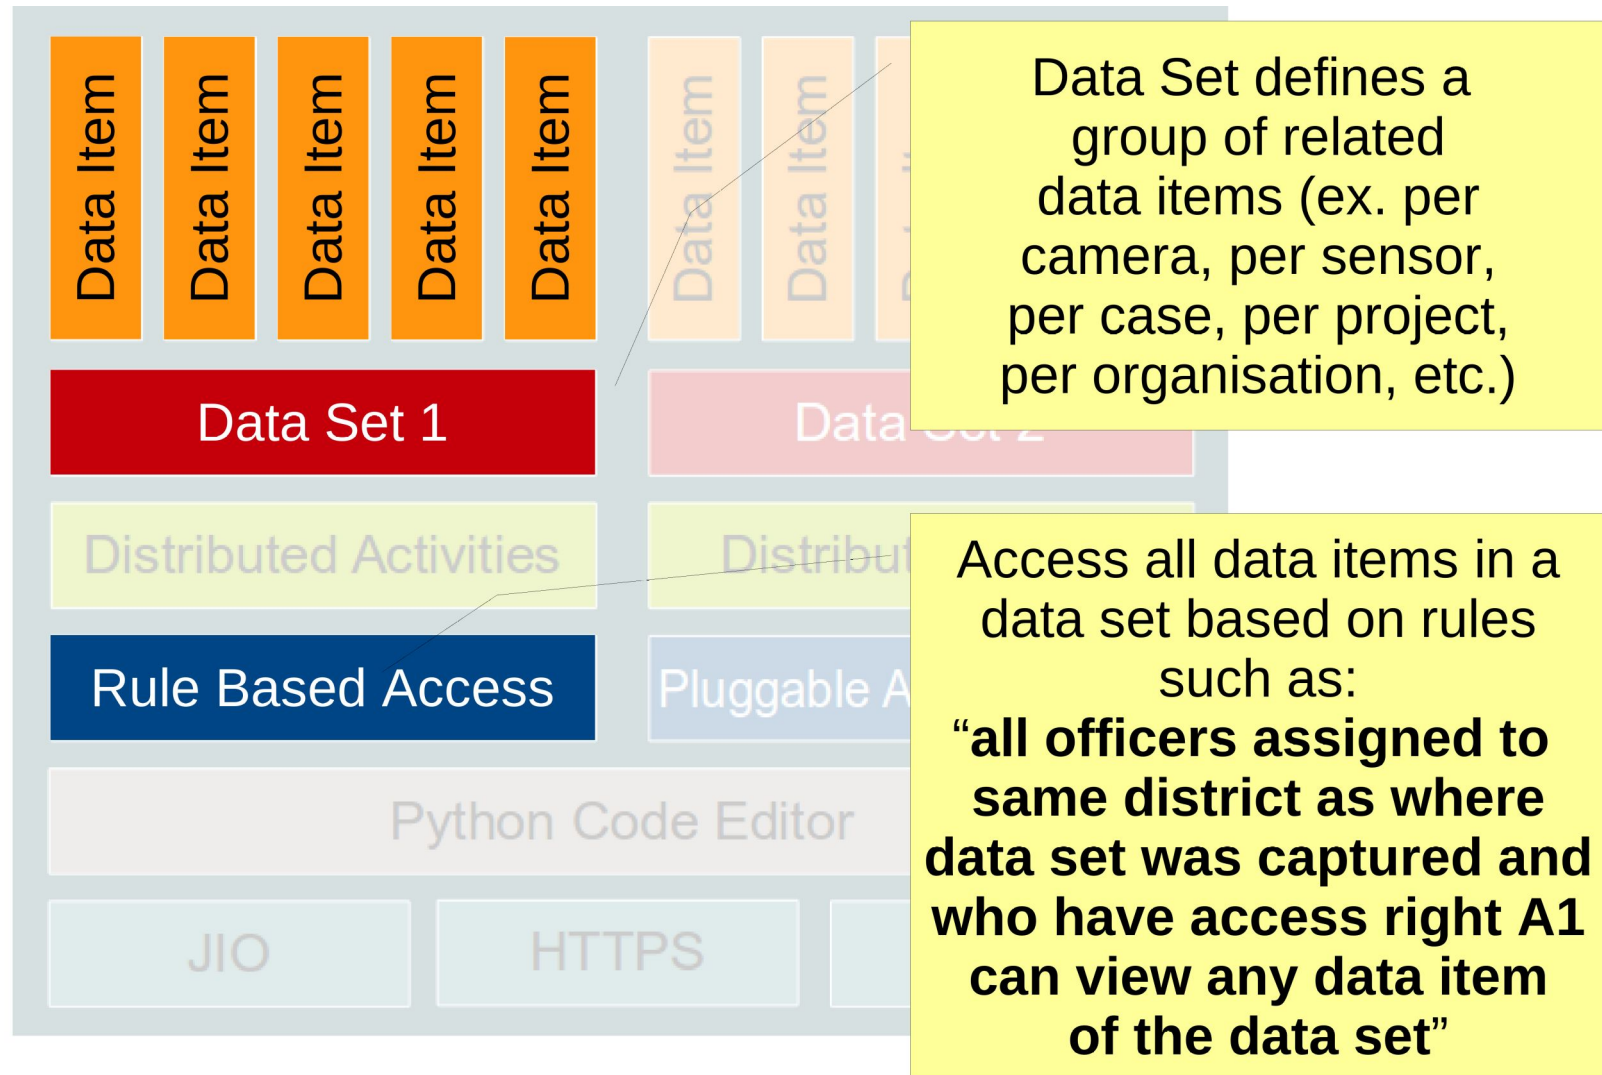 Data Item
Data Item
Data Item
Data Item
Data Item
Data Item
Data Item
Data Set defines a
group of related
data items (ex. per
camera, per sensor,
per case, per project,
per organisation, etc.)
Data Set 1
Data Set 2
Distributed Activities
Access all data items in a
data set based on rules
such as:
“all officers assigned to
same district as where
data set was captured and
who have access right A1
can view any data item
of the data set”
Rule Based Access
Pluggable
Python Code Editor
JIO
HTTPS